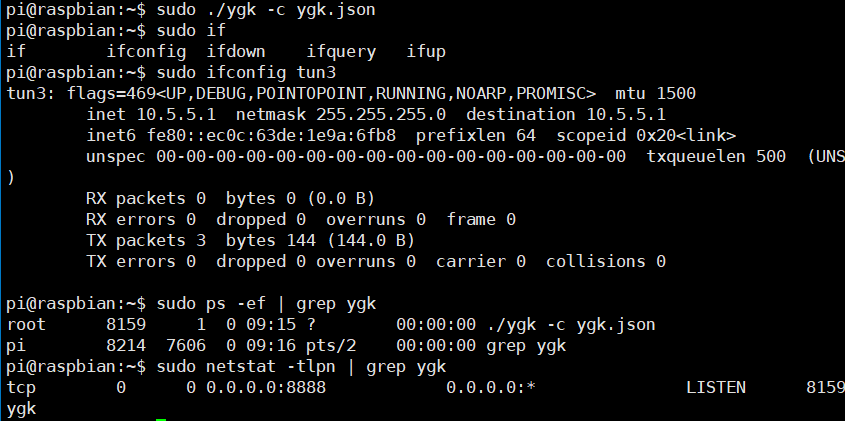 pi@raspbian:~$ sudo ./ygk -c ygk.json
pi@raspbian:~$ sudo if
if        ifconfig  ifdown    ifquery   ifup
pi@raspbian:~$ sudo ifconfig tun3
tun3: flags=469<UP,DEBUG,POINTOPOINT,RUNNING,NOARP,PROMISC>  mtu 1500
        inet 10.5.5.1  netmask 255.255.255.0  destination 10.5.5.1
        inet6 fe80::ec0c:63de:1e9a:6fb8  prefixlen 64  scopeid 0x20<link>
        unspec 00-00-00-00-00-00-00-00-00-00-00-00-00-00-00-00  txqueuelen 500  (UNS
)
        RX packets 0  bytes 0 (0.0 B)
        RX errors 0  dropped 0  overruns 0  frame 0
        TX packets 3  bytes 144 (144.0 B)
        TX errors 0  dropped 0 overruns 0  carrier 0  collisions 0
pi@raspbian:~$ sudo ps -ef | grep ygk
root      8159     1  0 09:15 ?        00:00:00 ./ygk -c ygk.json
pi        8214  7606  0 09:16 pts/2    00:00:00 grep ygk
pi@raspbian:~$ sudo netstat -tlpn | grep ygk
tcp        0      0 0.0.0.0:8888            0.0.0.0:*               LISTEN      8159
ygk